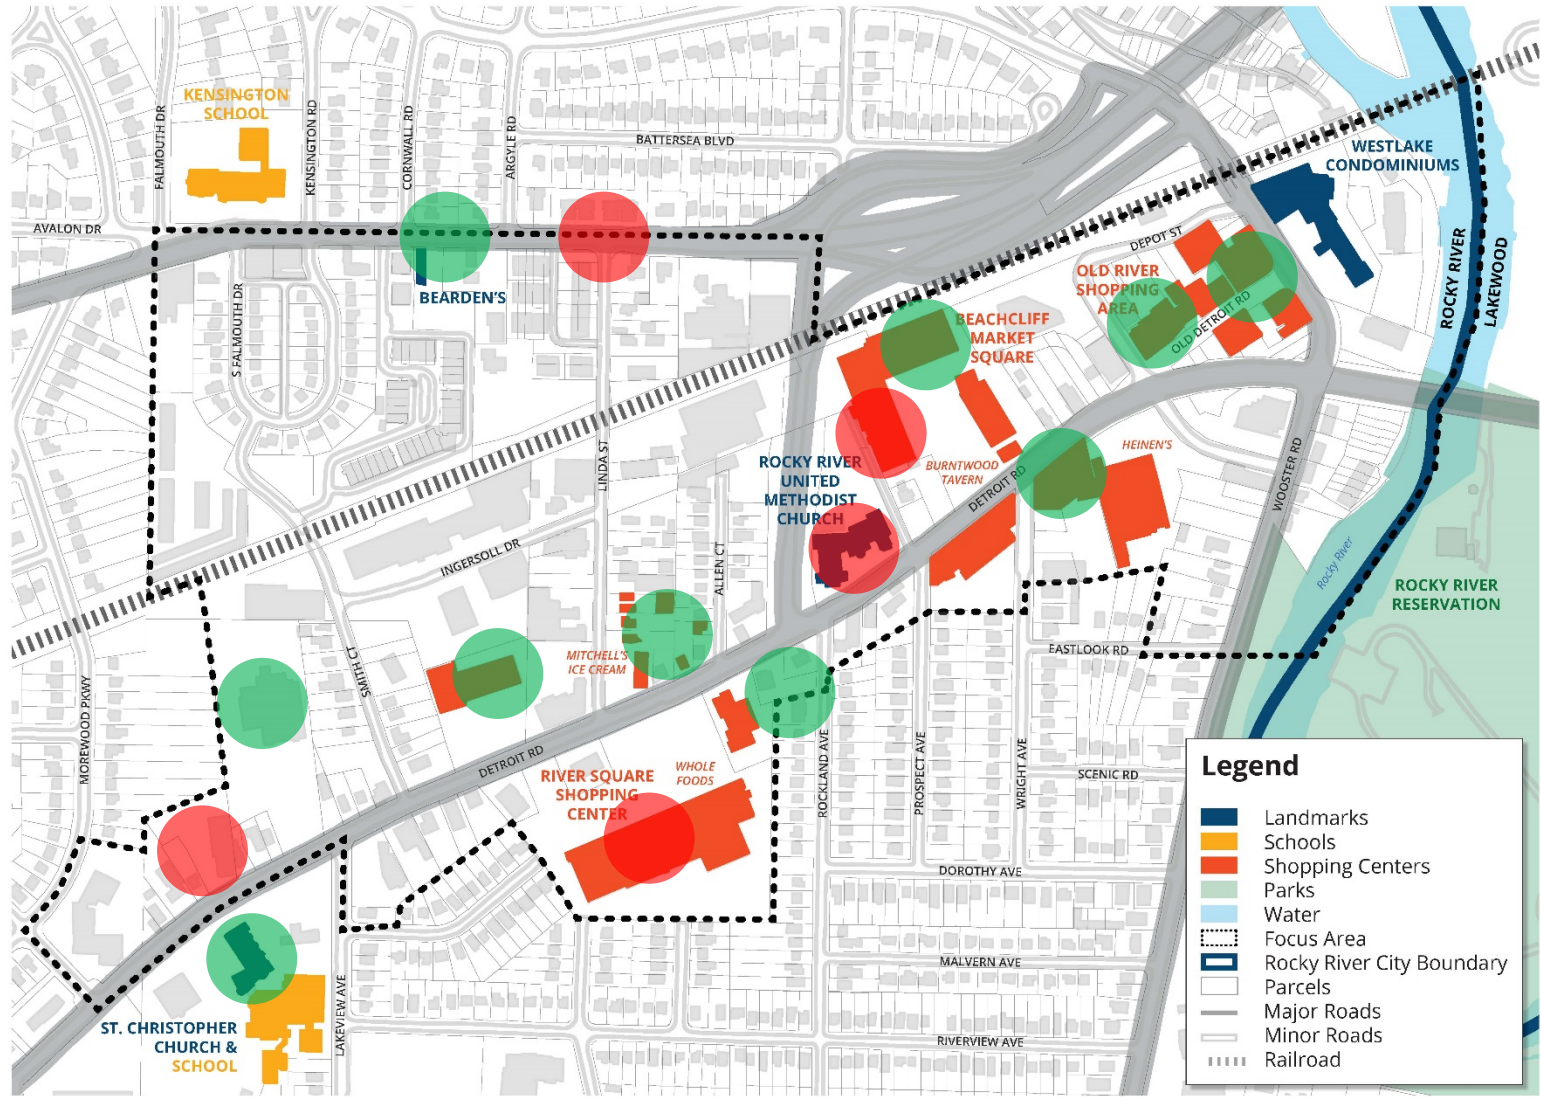 KENSINGTON
SCHOOL
FALMOUTH DR
KENSINGTON RD
CORNWALL RD
ARGYLE RD
BATTERSEA BLVD
WESTLAKE
CONDOMINIUMS
AVALON DR
DEPOT ST
ROCKY RIVER
LAKEWOOD
BEARDEN'S
OLD RIVER
SHOPPING
AREA
OLD DETROIT RD
S FALMOUTH DR
BEACHCLIFF
MARKET
SQUARE
LINDA ST
ROCKY RIVER
UNITED
METHODIST
CHURCH
BURNTWOOD
TAVERN
DETROIT RD
HEINEN'S
WOOSTER RD
INGERSOLL DR
ALLEN CT
Rocky River
ROCKY RIVER
RESERVATION
SMITH CT
MITCHELL'S
ICE CREAM
EASTLOOK RD
MOREWOOD PKWY
DETROIT RD
RIVER SQUARE
SHOPPING
CENTER
WHOLE
FOODS
ROCKLAND AVE
PROSPECT AVE
WRIGHT AVE
SCENIC RD
DOROTHY AVE
MALVERN AVE
RIVERVIEW AVE
LAKEVIEW AVE
ST. CHRISTOPHER
CHURCH &
SCHOOL
Legend
Landmarks
Schools
Shopping Centers
Parks
Water
Focus Area
Rocky River City Boundary
Parcels
Major Roads
Minor Roads
Railroad